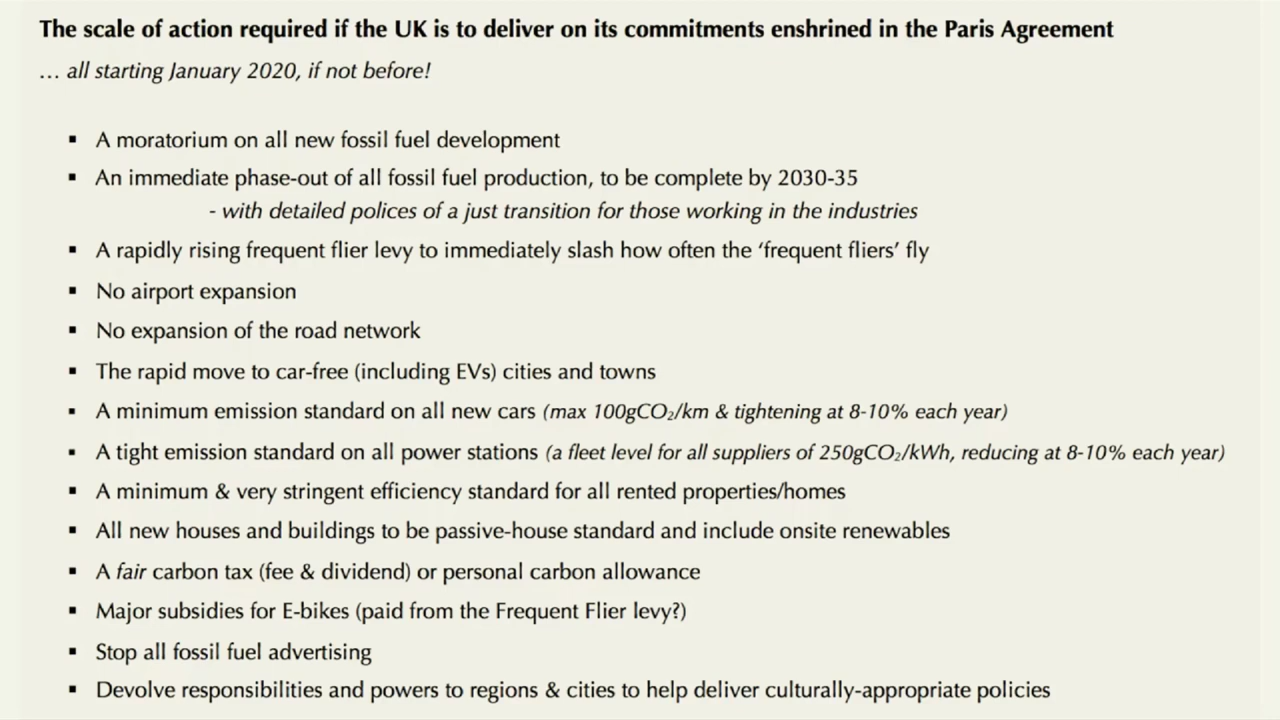 The scale of action required if the UK is to deliver on its commitments enshrined in the Paris Agreement
… all starting January 2020, if not before!
▪ A moratorium on all new fossil fuel development
▪ An immediate phase-out of all fossil fuel production, to be complete by 2030-35
- with detailed polices of a just transition for those working in the industries
▪ A rapidly rising frequent flier levy to immediately slash how often the ‘frequent fliers’ fly
▪ No airport expansion
▪ No expansion of the road network
▪ The rapid move to car-free (including EVs) cities and towns
▪ A minimum emission standard on all new cars (max 100gCO₂/km & tightening at 8-10% each year)
▪ A tight emission standard on all power stations (a fleet level for all suppliers of 250gCO₂/kWh, reducing at 8-10% each year)
▪ A minimum & very stringent efficiency standard for all rented properties/homes
▪ All new houses and buildings to be passive-house standard and include onsite renewables
▪ A fair carbon tax (fee & dividend) or personal carbon allowance
▪ Major subsidies for E-bikes (paid from the Frequent Flier levy?)
▪ Stop all fossil fuel advertising
▪ Devolve responsibilities and powers to regions & cities to help deliver culturally-appropriate policies